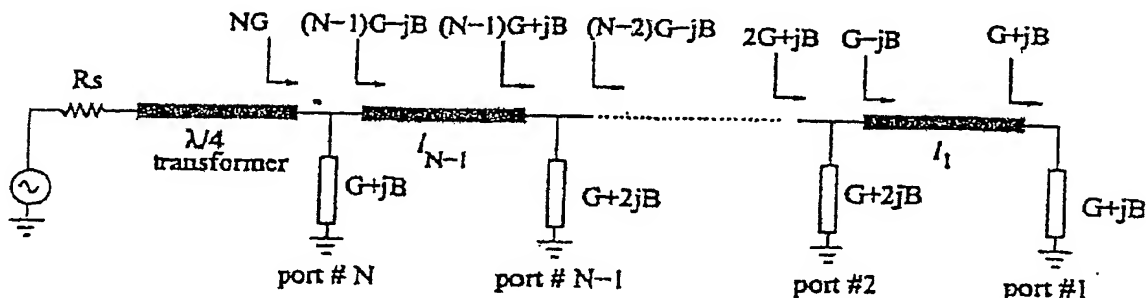 NG (N−1)G−jB (N−1)G+jB (N−2)G−jB 2G+jB G−jB G+jB
Rs
λ/4
transformer
l_{N−1}
l_1
G+jB
G+2jB
G+2jB
G+jB
port # N
port # N−1
port #2
port #1